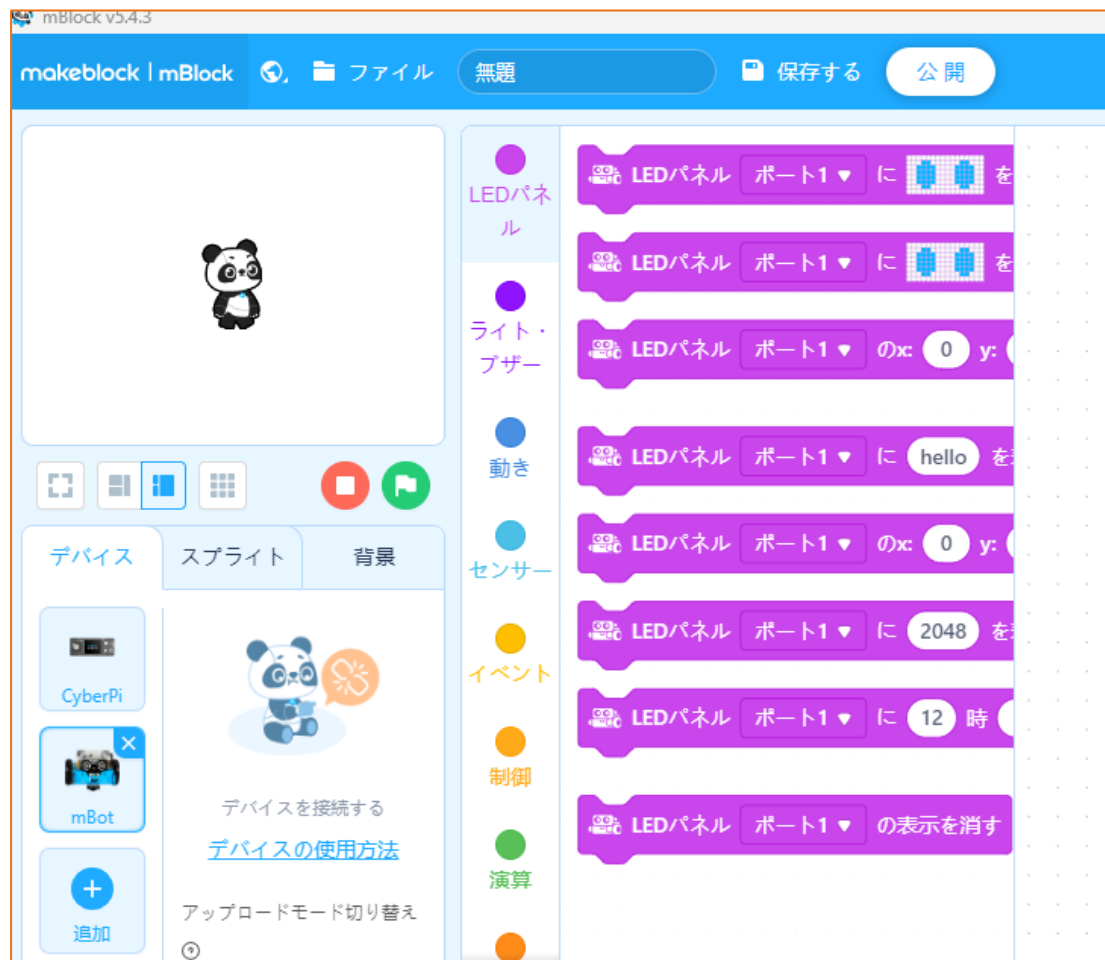 mBlock v5.4.3
makeblock | mBlock ファイル 無題 保存する 公開
LEDパネル
ライト・ブザー
動き
センサー
イベント
制御
演算
LEDパネル ポート1 に を
LEDパネル ポート1 に を
LEDパネル ポート1 のx: 0 y:
LEDパネル ポート1 に hello を
LEDパネル ポート1 のx: 0 y:
LEDパネル ポート1 に 2048 を
LEDパネル ポート1 に 12 時
LEDパネル ポート1 の表示を消す
デバイス スプライト 背景
CyberPi
mBot
追加
デバイスを接続する
デバイスの使用方法
アップロードモード切り替え